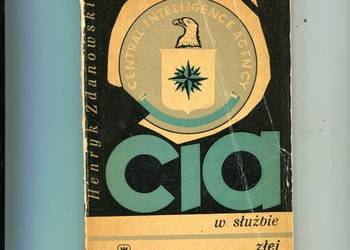 Henryk Zdanowski
CENTRAL INTELLIGENCE AGENCY
cia
w służbie
złej